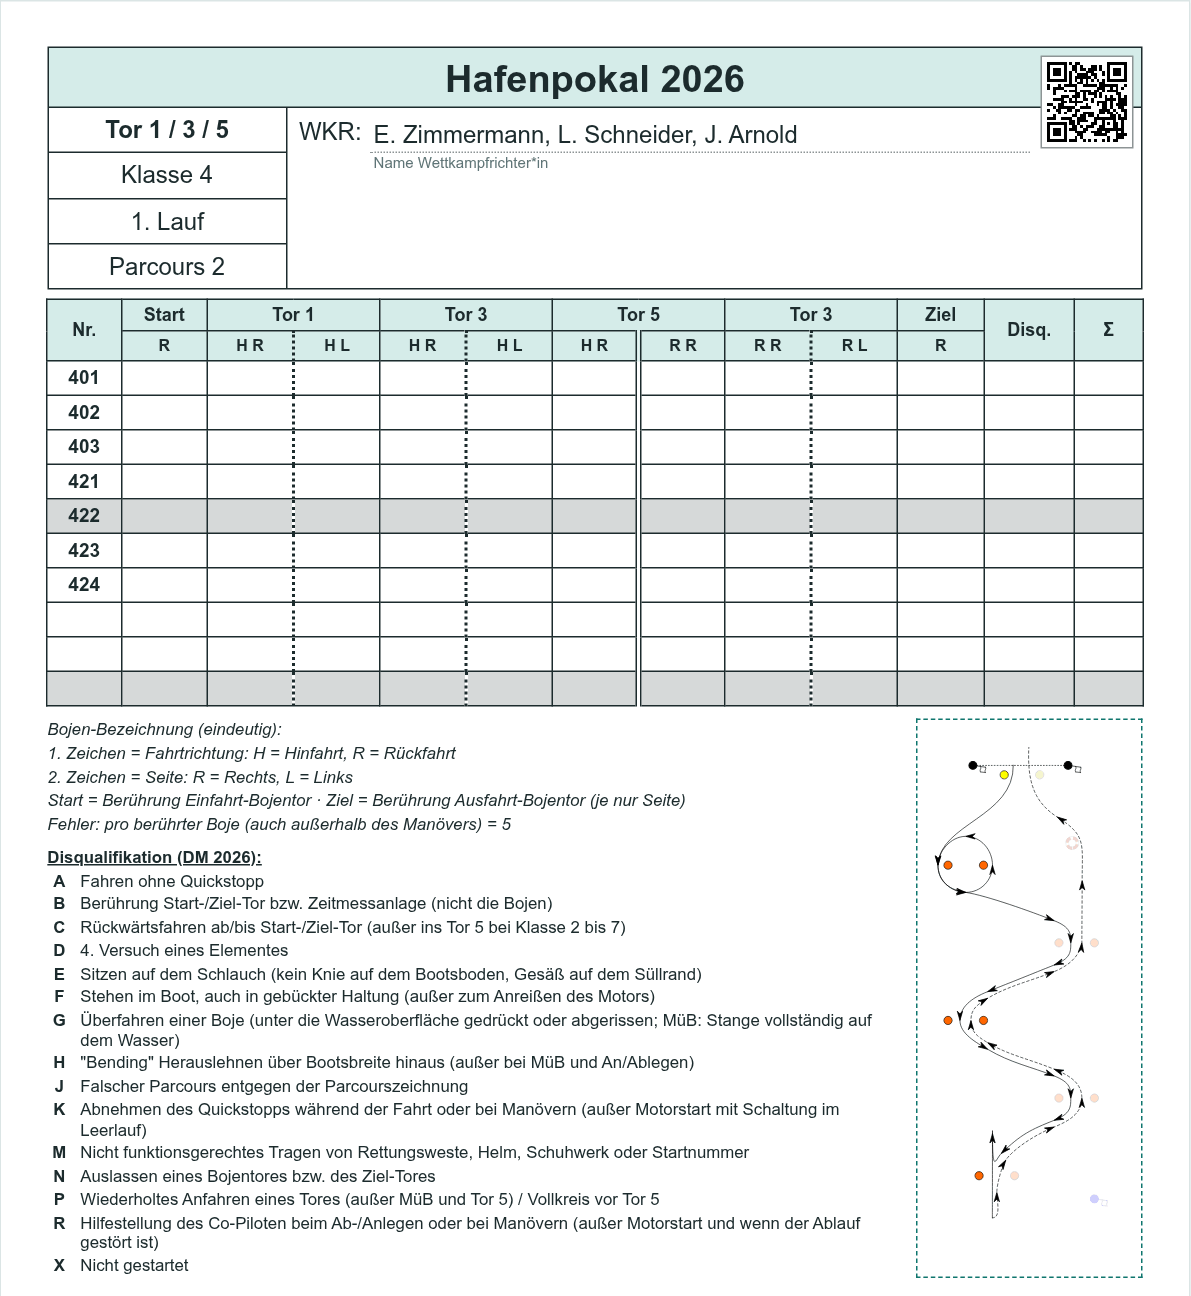 Hafenpokal 2026
Tor 1 / 3 / 5
WKR: E. Zimmermann, L. Schneider, J. Arnold
Name Wettkampfrichter*in
Klasse 4
1. Lauf
Parcours 2
Nr. Start Tor 1 Tor 3 Tor 5 Tor 3 Ziel Disq. Σ
R H R H L H R H L H R R R R R R L R
401
402
403
421
422
423
424
Bojen-Bezeichnung (eindeutig):
1. Zeichen = Fahrtrichtung: H = Hinfahrt, R = Rückfahrt
2. Zeichen = Seite: R = Rechts, L = Links
Start = Berührung Einfahrt-Bojentor · Ziel = Berührung Ausfahrt-Bojentor (je nur Seite)
Fehler: pro berührter Boje (auch außerhalb des Manövers) = 5
Disqualifikation (DM 2026):
A Fahren ohne Quickstopp
B Berührung Start-/Ziel-Tor bzw. Zeitmessanlage (nicht die Bojen)
C Rückwärtsfahren ab/bis Start-/Ziel-Tor (außer ins Tor 5 bei Klasse 2 bis 7)
D 4. Versuch eines Elementes
E Sitzen auf dem Schlauch (kein Knie auf dem Bootsboden, Gesäß auf dem Süllrand)
F Stehen im Boot, auch in gebückter Haltung (außer zum Anreißen des Motors)
G Überfahren einer Boje (unter die Wasseroberfläche gedrückt oder abgerissen; MüB: Stange vollständig auf
dem Wasser)
H "Bending" Herauslehnen über Bootsbreite hinaus (außer bei MüB und An/Ablegen)
J Falscher Parcours entgegen der Parcourszeichnung
K Abnehmen des Quickstopps während der Fahrt oder bei Manövern (außer Motorstart mit Schaltung im
Leerlauf)
M Nicht funktionsgerechtes Tragen von Rettungsweste, Helm, Schuhwerk oder Startnummer
N Auslassen eines Bojentores bzw. des Ziel-Tores
P Wiederholtes Anfahren eines Tores (außer MüB und Tor 5) / Vollkreis vor Tor 5
R Hilfestellung des Co-Piloten beim Ab-/Anlegen oder bei Manövern (außer Motorstart und wenn der Ablauf
gestört ist)
X Nicht gestartet